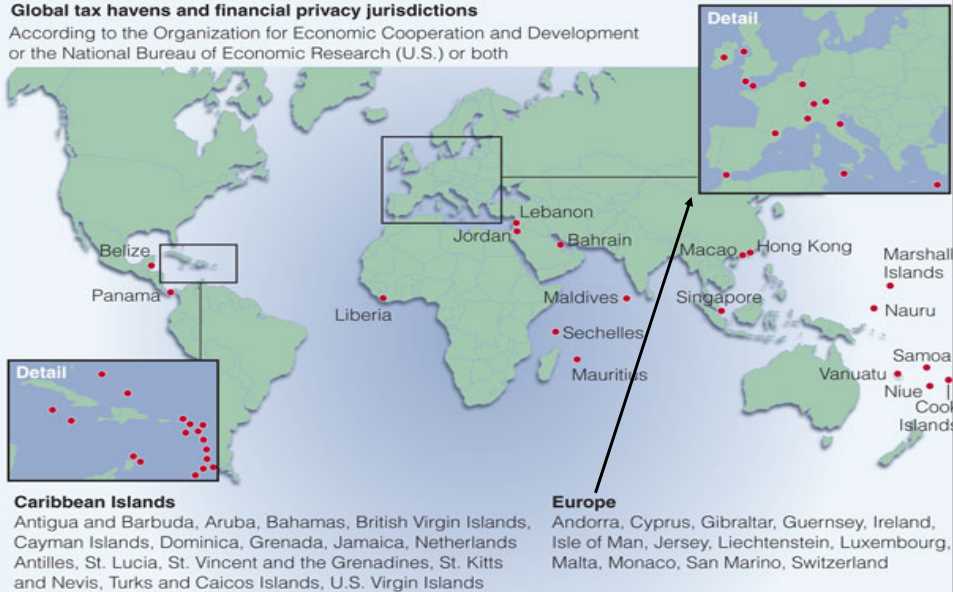 Global tax havens and financial privacy jurisdictions
According to the Organization for Economic Cooperation and Development
or the National Bureau of Economic Research (U.S.) or both
Detail
Lebanon
Jordan
Bahrain
Macao
Hong Kong
Belize
Marshall
Islands
Panama
Liberia
Maldives
Singapore
Nauru
Sechelles
Samoa
Mauritius
Vanuatu
Niue
Cook
Islands
Detail
Caribbean Islands
Antigua and Barbuda, Aruba, Bahamas, British Virgin Islands,
Cayman Islands, Dominica, Grenada, Jamaica, Netherlands
Antilles, St. Lucia, St. Vincent and the Grenadines, St. Kitts
and Nevis, Turks and Caicos Islands, U.S. Virgin Islands
Europe
Andorra, Cyprus, Gibraltar, Guernsey, Ireland,
Isle of Man, Jersey, Liechtenstein, Luxembourg,
Malta, Monaco, San Marino, Switzerland